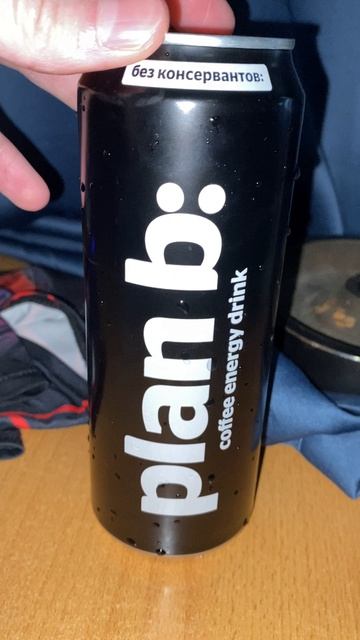 без консервантов:
plan b:
coffee energy drink